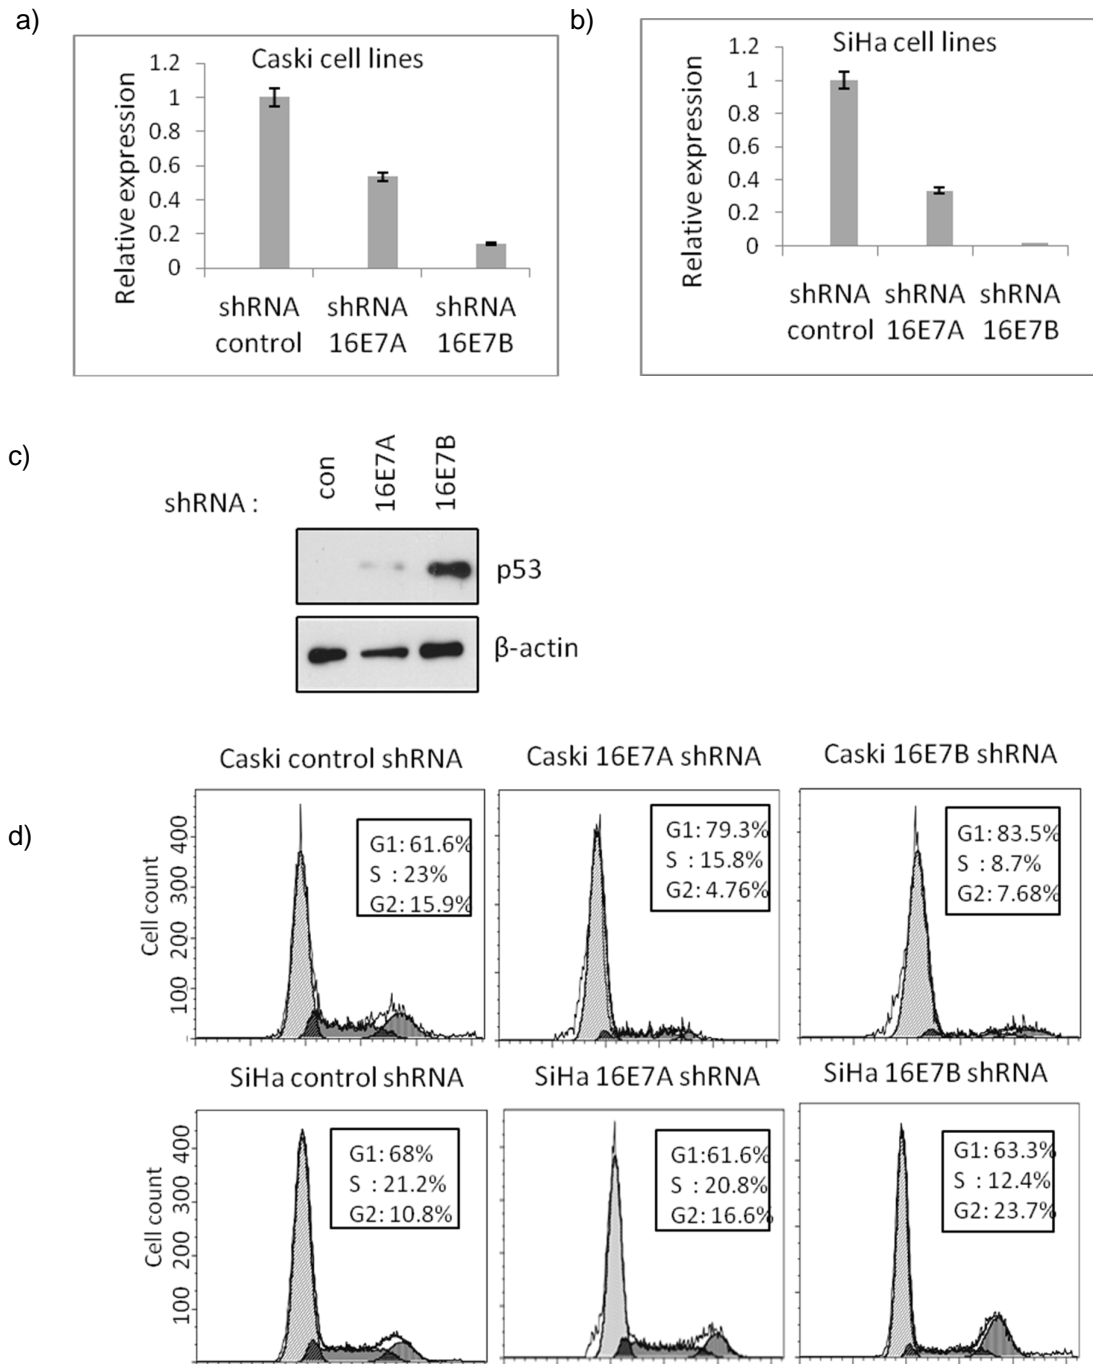 a)
Caski cell lines
Relative expression
1.2
1
0.8
0.6
0.4
0.2
0
shRNA control
shRNA 16E7A
shRNA 16E7B
b)
SiHa cell lines
Relative expression
1.2
1
0.8
0.6
0.4
0.2
0
shRNA control
shRNA 16E7A
shRNA 16E7B
c)
shRNA :
con
16E7A
16E7B
p53
β-actin
d)
Caski control shRNA
Cell count
400
300
200
100
G1: 61.6%
S : 23%
G2: 15.9%
Caski 16E7A shRNA
G1: 79.3%
S : 15.8%
G2: 4.76%
Caski 16E7B shRNA
G1: 83.5%
S : 8.7%
G2: 7.68%
SiHa control shRNA
Cell count
400
300
200
100
G1: 68%
S : 21.2%
G2: 10.8%
SiHa 16E7A shRNA
G1: 61.6%
S : 20.8%
G2: 16.6%
SiHa 16E7B shRNA
G1: 63.3%
S : 12.4%
G2: 23.7%